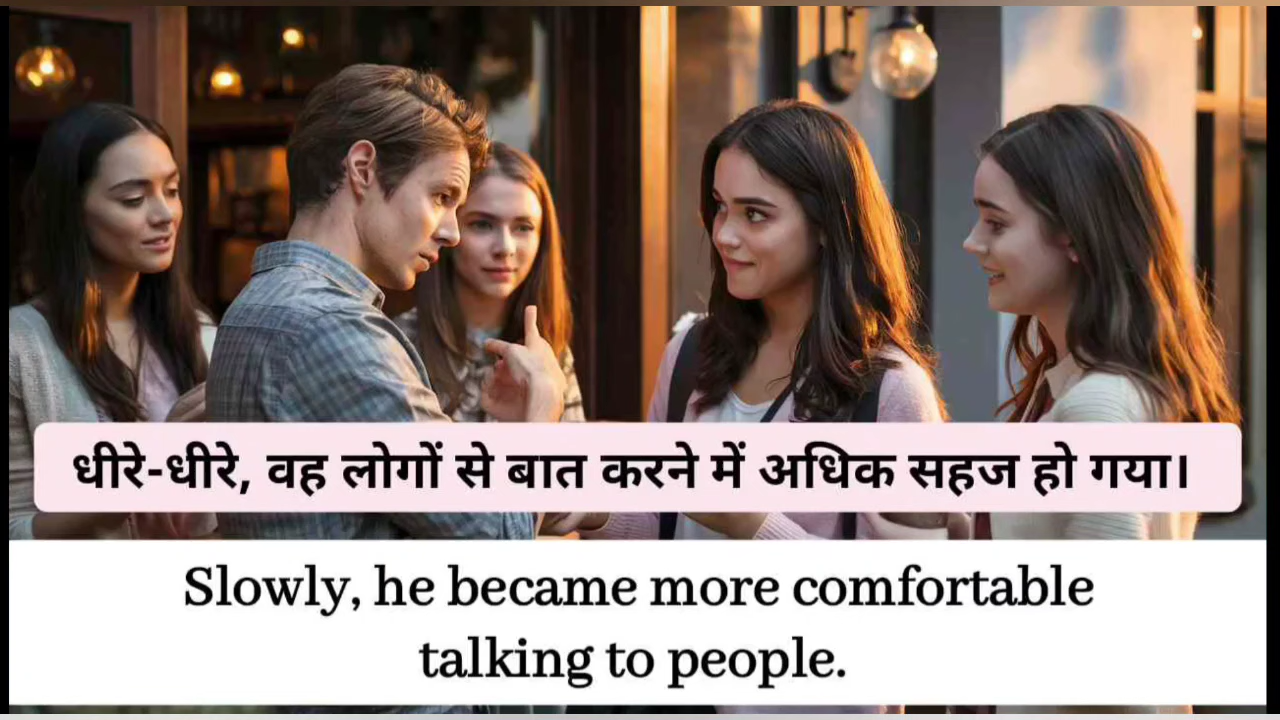 धीरे-धीरे, वह लोगों से बात करने में अधिक सहज हो गया।
Slowly, he became more comfortable
talking to people.